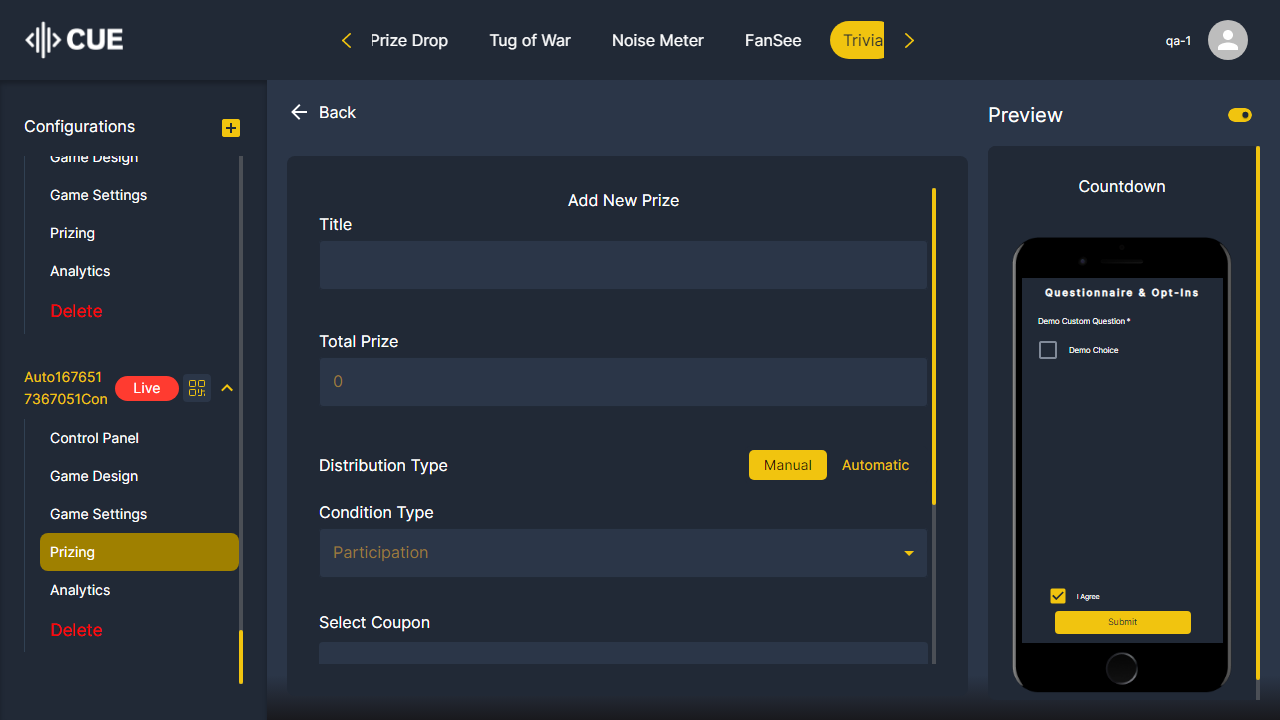 CUE
Prize Drop
Tug of War
Noise Meter
FanSee
Trivia
qa-1
Configurations
Game Design
Game Settings
Prizing
Analytics
Delete
Auto167651
7367051Con
Live
Control Panel
Game Design
Game Settings
Prizing
Analytics
Delete
Back
Add New Prize
Title
Total Prize
0
Distribution Type
Manual
Automatic
Condition Type
Participation
Select Coupon
Preview
Countdown
Questionnaire & Opt-Ins
Demo Custom Question *
Demo Choice
I Agree
Submit